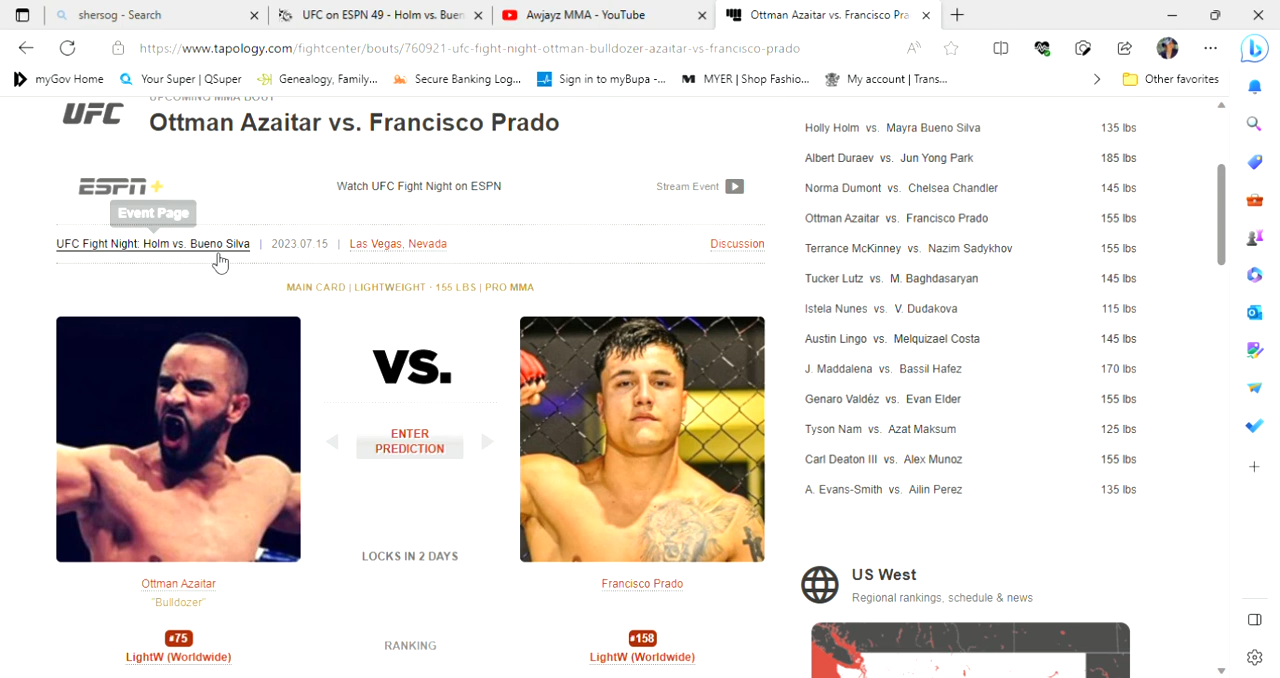 shersog - Search
UFC on ESPN 49 - Holm vs. Buen
Awjayz MMA - YouTube
Ottman Azaitar vs. Francisco Pra
https://www.tapology.com/fightcenter/bouts/760921-ufc-fight-night-ottman-bulldozer-azaitar-vs-francisco-prado
myGov Home
Your Super | QSuper
Genealogy, Family...
Secure Banking Log...
Sign in to myBupa -...
MYER | Shop Fashio...
My account | Trans...
Other favorites
UPCOMING MMA BOUT
UFC
Ottman Azaitar vs. Francisco Prado
ESPN+
Watch UFC Fight Night on ESPN
Stream Event
Event Page
UFC Fight Night: Holm vs. Bueno Silva | 2023.07.15 | Las Vegas, Nevada
Discussion
MAIN CARD | LIGHTWEIGHT · 155 LBS | PRO MMA
VS.
ENTER
PREDICTION
LOCKS IN 2 DAYS
Ottman Azaitar
"Bulldozer"
Francisco Prado
#75
RANKING
#158
LightW (Worldwide)
LightW (Worldwide)
Holly Holm vs. Mayra Bueno Silva 135 lbs
Albert Duraev vs. Jun Yong Park 185 lbs
Norma Dumont vs. Chelsea Chandler 145 lbs
Ottman Azaitar vs. Francisco Prado 155 lbs
Terrance McKinney vs. Nazim Sadykhov 155 lbs
Tucker Lutz vs. M. Baghdasaryan 145 lbs
Istela Nunes vs. V. Dudakova 115 lbs
Austin Lingo vs. Melquizael Costa 145 lbs
J. Maddalena vs. Bassil Hafez 170 lbs
Genaro Valdéz vs. Evan Elder 155 lbs
Tyson Nam vs. Azat Maksum 125 lbs
Carl Deaton III vs. Alex Munoz 155 lbs
A. Evans-Smith vs. Ailin Perez 135 lbs
US West
Regional rankings, schedule & news